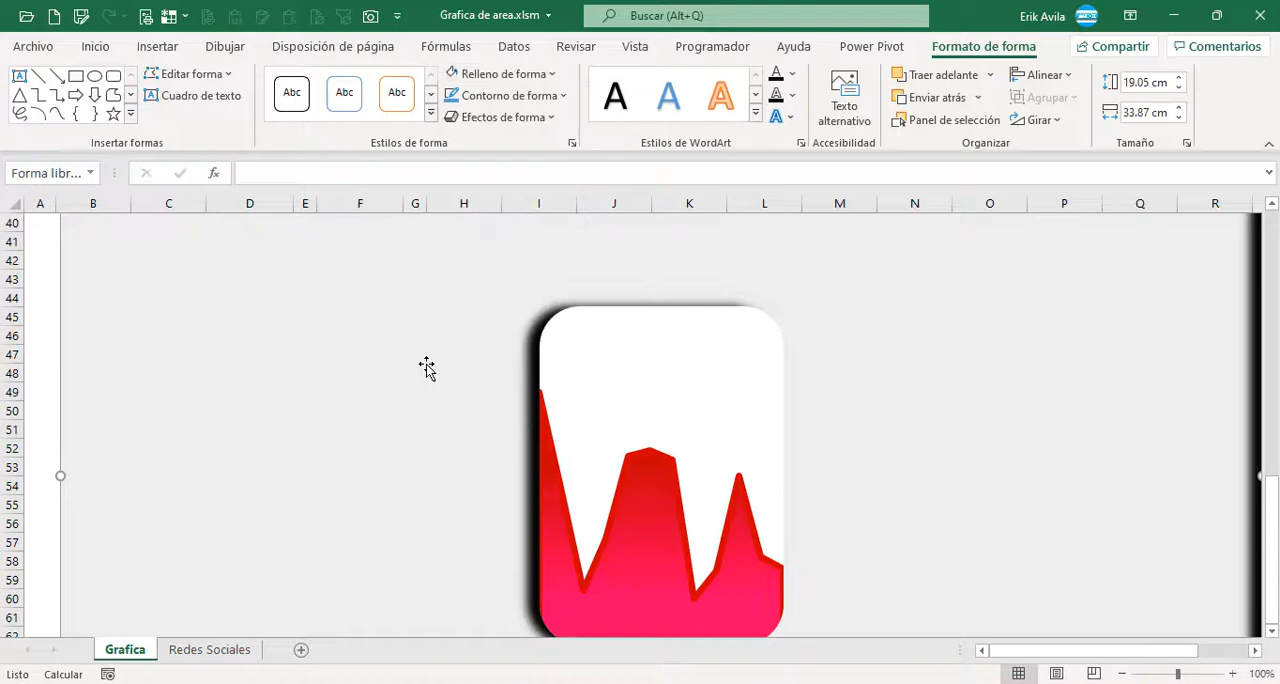 Grafica de area.xlsm
Buscar (Alt+Q)
Erik Avila
Archivo Inicio Insertar Dibujar Disposición de página Fórmulas Datos Revisar Vista Programador Ayuda Power Pivot Formato de forma Compartir Comentarios
Editar forma
Cuadro de texto
Insertar formas
Abc Abc Abc
Relleno de forma
Contorno de forma
Efectos de forma
Estilos de forma
A A A
Estilos de WordArt
Texto
alternativo
Accesibilidad
Traer adelante
Enviar atrás
Panel de selección
Alinear
Agrupar
Girar
Organizar
19.05 cm
33.87 cm
Tamaño
Forma libr...
fx
A B C D E F G H I J K L M N O P Q R
40
41
42
43
44
45
46
47
48
49
50
51
52
53
54
55
56
57
58
59
60
61
62
Grafica Redes Sociales
Listo Calcular 100%